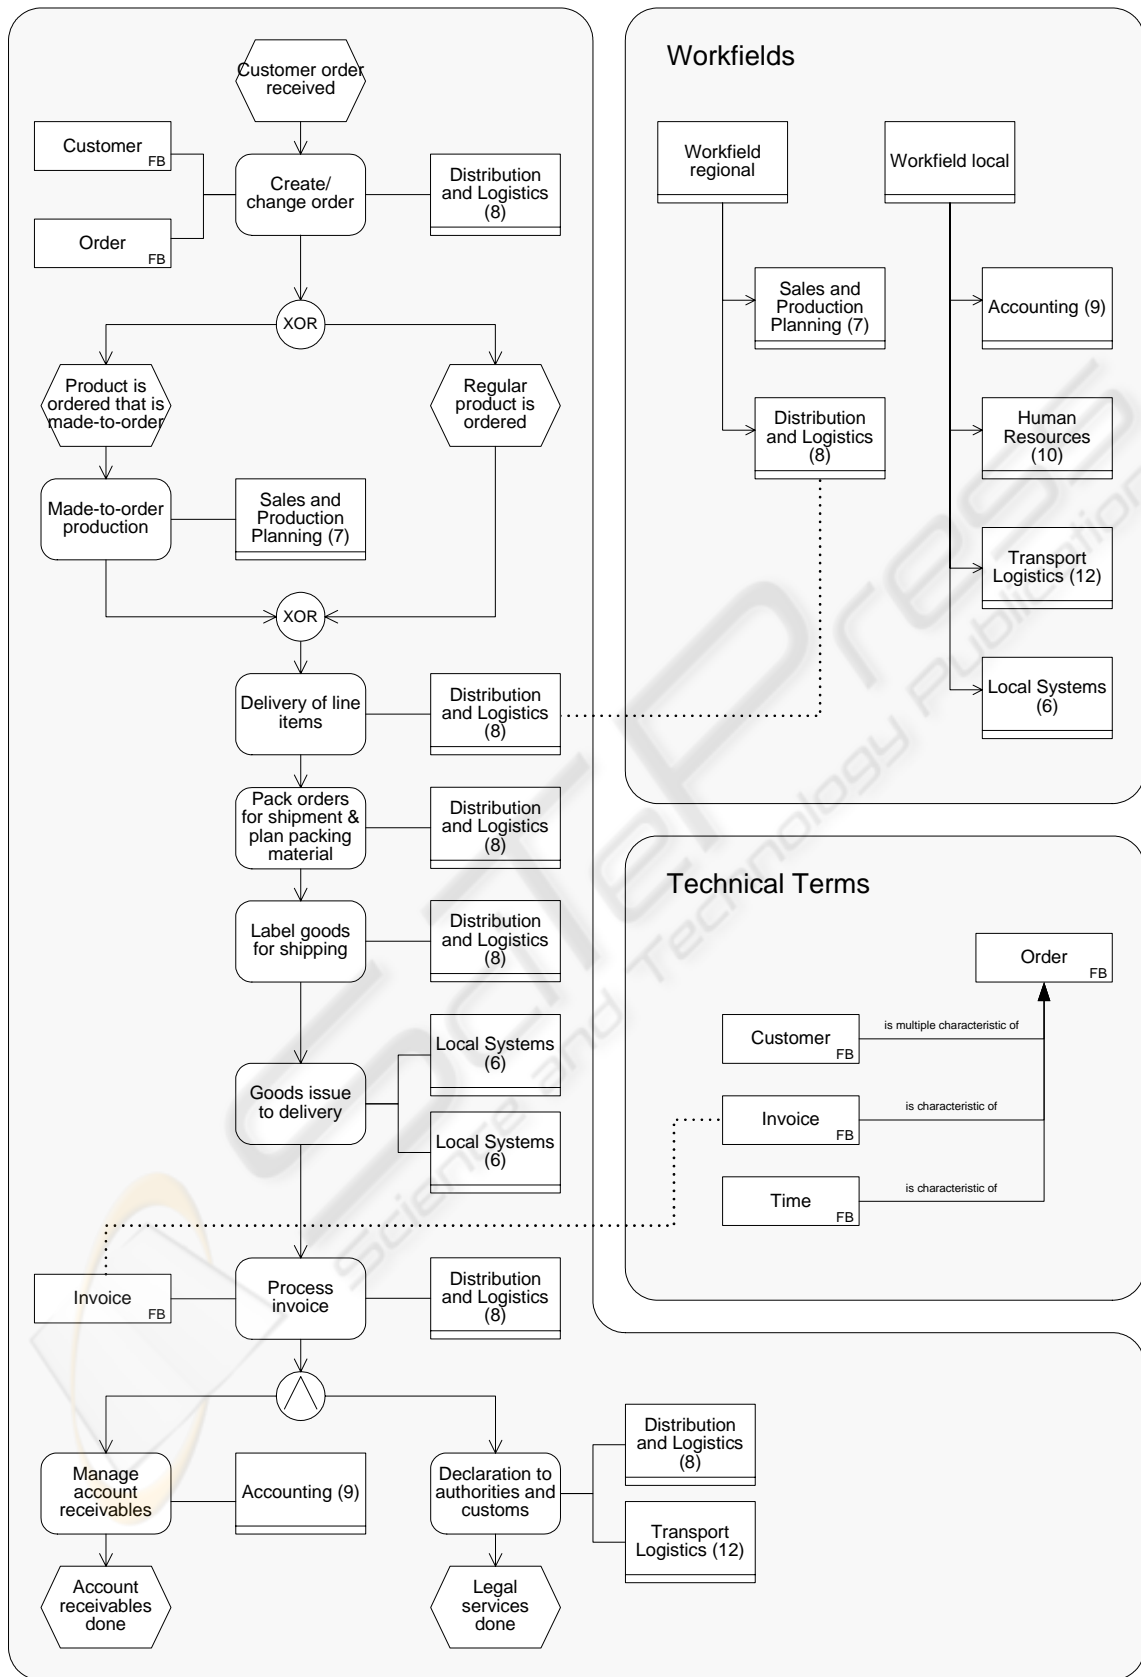 Customer order
received
Customer
FB
Order
FB
Create/
change order
Distribution
and Logistics
(8)
XOR
Product is
ordered that is
made-to-order
Regular
product is
ordered
Made-to-order
production
Sales and
Production
Planning (7)
XOR
Delivery of line
items
Distribution
and Logistics
(8)
Pack orders
for shipment &
plan packing
material
Distribution
and Logistics
(8)
Label goods
for shipping
Distribution
and Logistics
(8)
Goods issue
to delivery
Local Systems
(6)
Local Systems
(6)
Invoice
FB
Process
invoice
Distribution
and Logistics
(8)
Manage
account
receivables
Accounting (9)
Declaration to
authorities and
customs
Distribution
and Logistics
(8)
Transport
Logistics (12)
Account
receivables
done
Legal
services
done
Workfields
Workfield
regional
Workfield local
Sales and
Production
Planning (7)
Accounting (9)
Distribution
and Logistics
(8)
Human
Resources
(10)
Transport
Logistics (12)
Local Systems
(6)
Technical Terms
Order
FB
Customer
FB
is multiple characteristic of
Invoice
FB
is characteristic of
Time
FB
is characteristic of
SciTePress
Science and Technology Publications